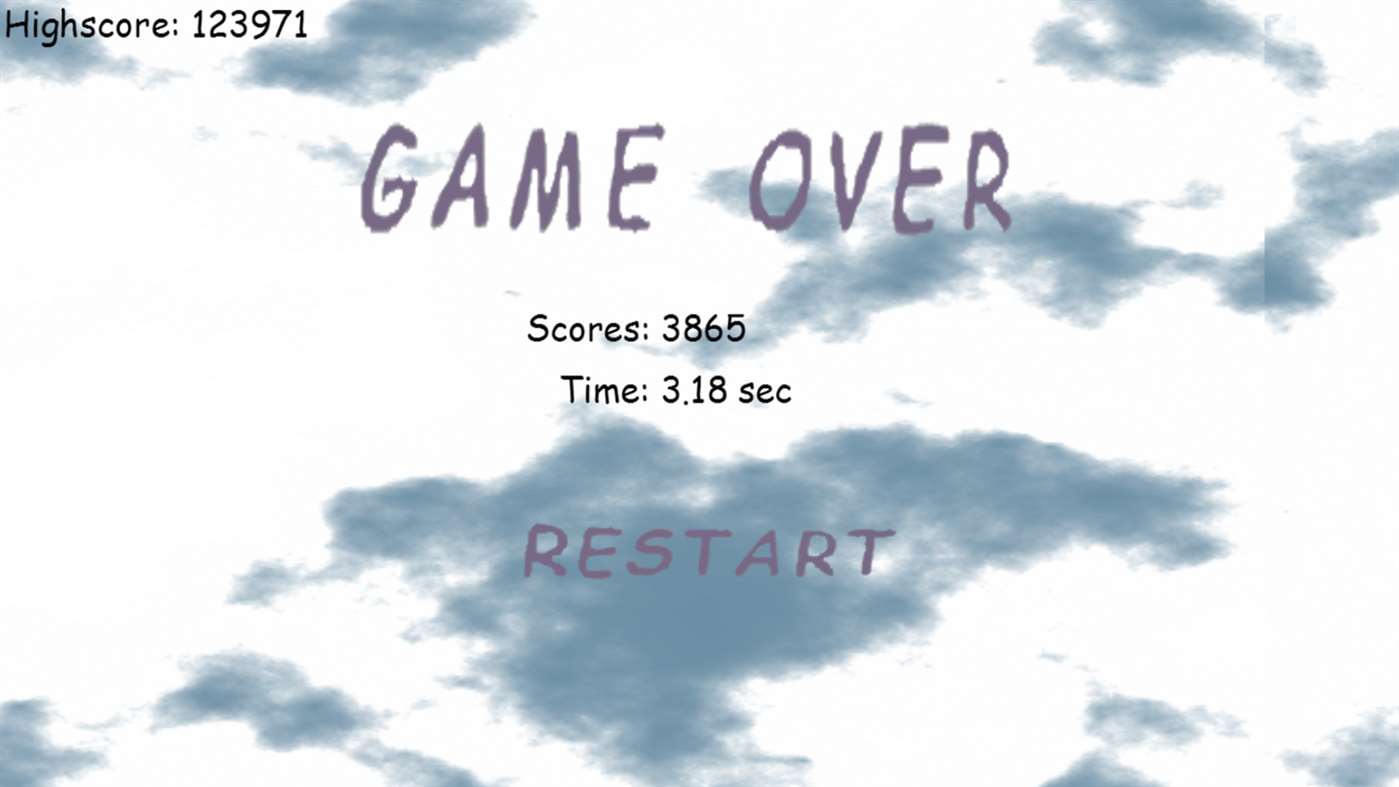 Highscore: 123971
GAME OVER
Scores: 3865
Time: 3.18 sec
RESTART